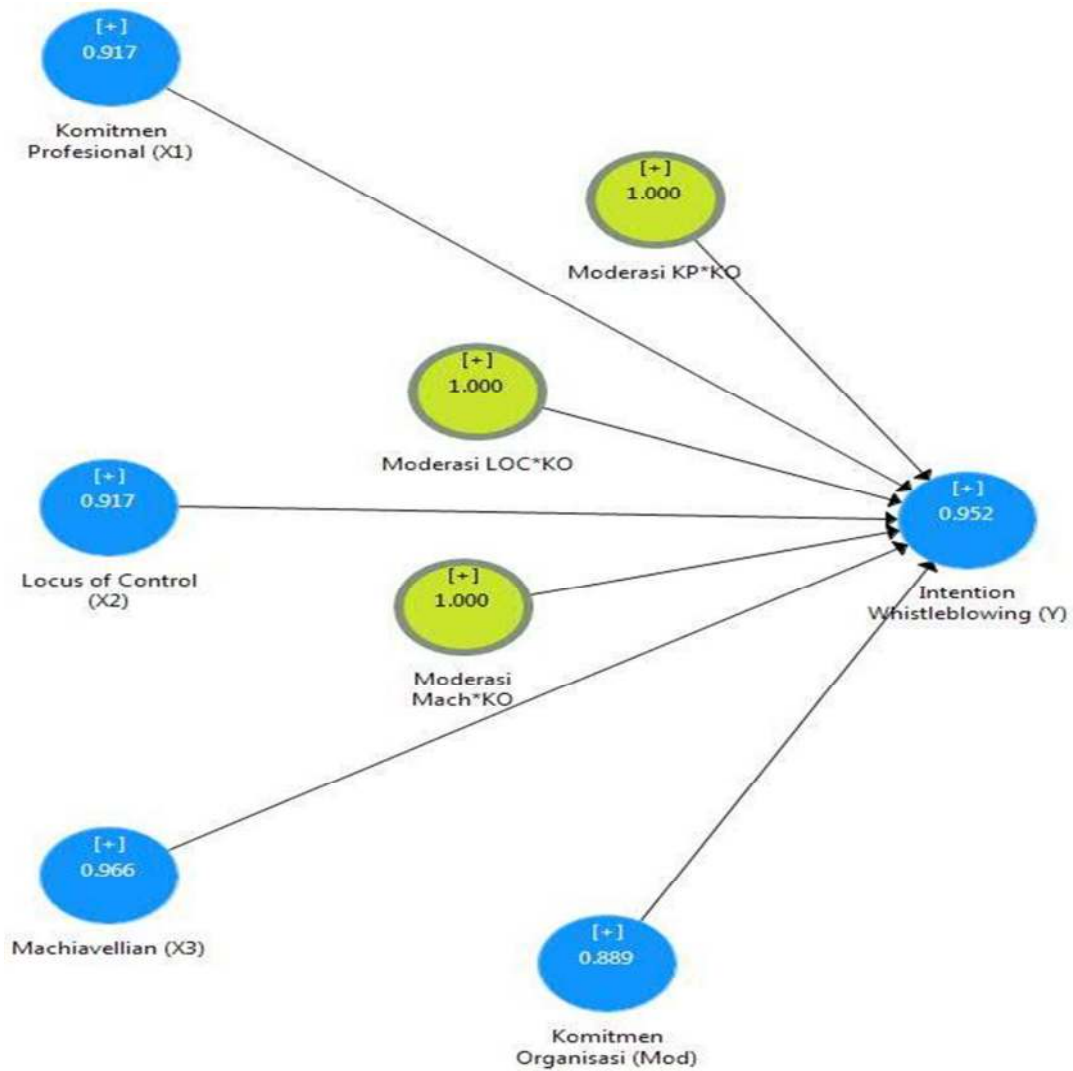 [+]
0.917
Komitmen
Profesional (X1)
[+]
1.000
Moderasi KP*KO
[+]
1.000
Moderasi LOC*KO
[+]
0.917
Locus of Control
(X2)
[+]
0.952
Intention
Whistleblowing (Y)
[+]
1.000
Moderasi
Mach*KO
[+]
0.966
Machiavellian (X3)
[+]
0.889
Komitmen
Organisasi (Mod)